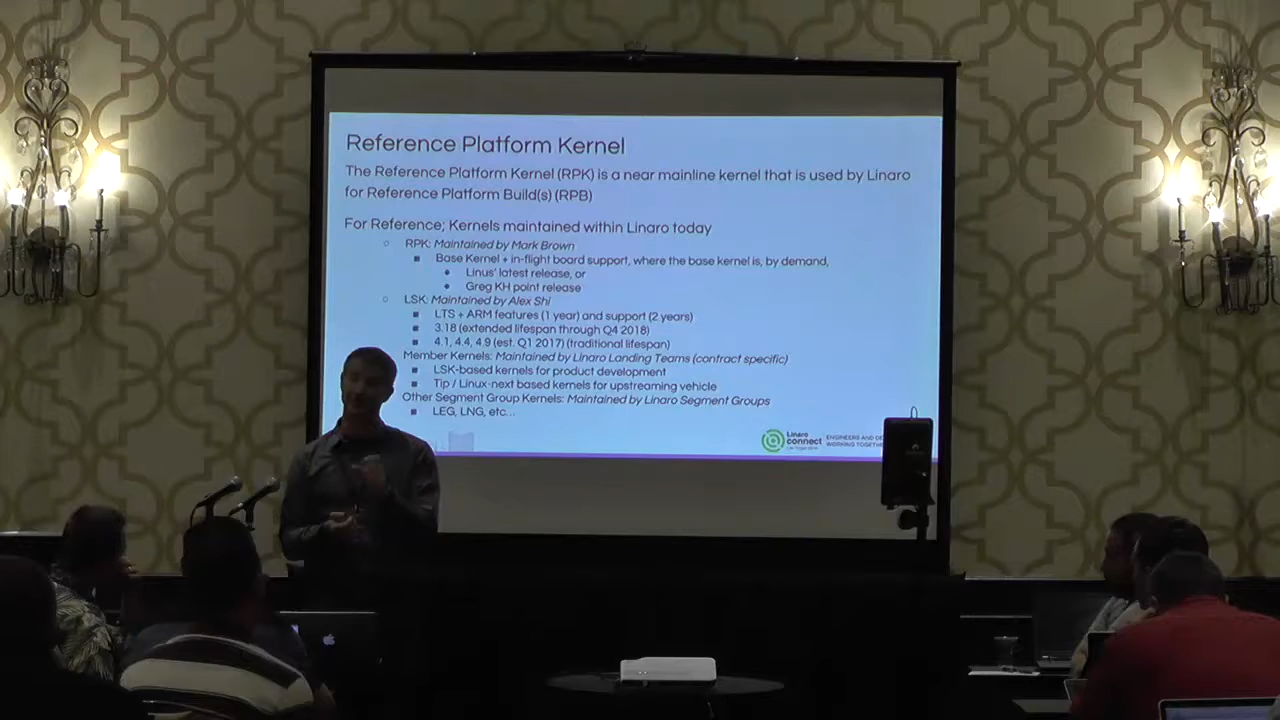 Reference Platform Kernel
The Reference Platform Kernel (RPK) is a near mainline kernel that is used by Linaro
for Reference Platform Build(s) (RPB)
For Reference; Kernels maintained within Linaro today
RPK: Maintained by Mark Brown
Base Kernel + in-flight board support, where the base kernel is, by demand,
Linus' latest release, or
Greg KH point release
LSK: Maintained by Alex Shi
LTS + ARM features (1 year) and support (2 years)
3.18 (extended lifespan through Q4 2018)
4.1, 4.4, 4.9 (est. Q1 2017) (traditional lifespan)
Member Kernels: Maintained by Linaro Landing Teams (contract specific)
LSK-based kernels for product development
Tip / Linux-next based kernels for upstreaming vehicle
Other Segment Group Kernels: Maintained by Linaro Segment Groups
LEG, LNG, etc...
Linaro
connect
ENGINEERS AND
WORKING